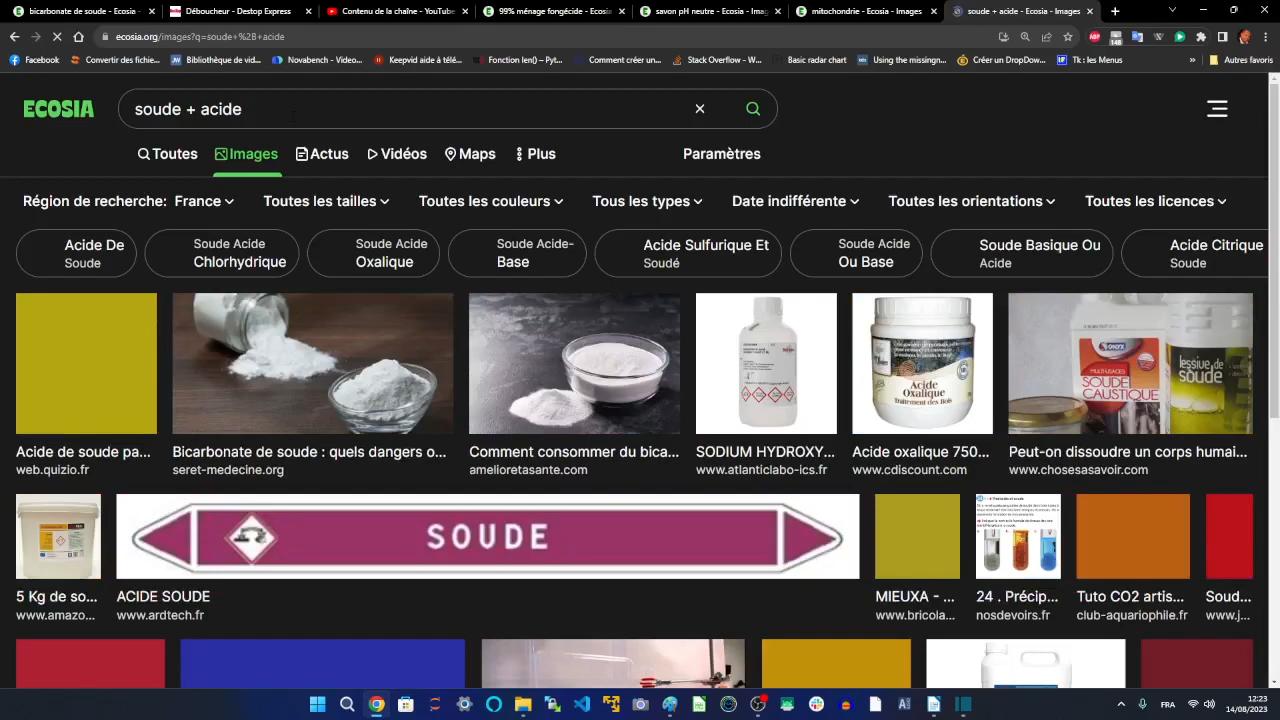 bicarbonate de soude - Ecosia -
Déboucheur - Destop Express
Contenu de la chaîne - YouTube
99% ménage fongécide - Ecosia
savon pH neutre - Ecosia - Imag
mitochondrie - Ecosia - Images
soude + acide - Ecosia - Images
ecosia.org/images?q=soude+%2B+acide
148
Facebook
Convertir des fichie...
Bibliothèque de vid...
Novabench - Video...
Keepvid aide à télé...
Fonction len() – Pyt...
Comment créer un...
Stack Overflow - W...
Basic radar chart
Using the missingn...
Créer un DropDow...
Tk : les Menus
»
Autres favoris
ECOSIA
soude + acide
Toutes
Images
Actus
Vidéos
Maps
Plus
Paramètres
Région de recherche: France
Toutes les tailles
Toutes les couleurs
Tous les types
Date indifférente
Toutes les orientations
Toutes les licences
Acide De
Soude
Soude Acide
Chlorhydrique
Soude Acide
Oxalique
Soude Acide-
Base
Acide Sulfurique Et
Soudé
Soude Acide
Ou Base
Soude Basique Ou
Acide
Acide Citrique
Soude
Acide
Oxalique
Traitement des Bois
ONYX
MULTI-USAGES
SOUDE
CAUSTIQUE
lessive de
soude
Acide de soude pa...
web.quizio.fr
Bicarbonate de soude : quels dangers o...
seret-medecine.org
Comment consommer du bica...
amelioretasante.com
SODIUM HYDROXY...
www.atlanticlabo-ics.fr
Acide oxalique 750...
www.cdiscount.com
Peut-on dissoudre un corps humai...
www.chosesasavoir.com
SOUDE
5 Kg de so...
www.amazo...
ACIDE SOUDE
www.ardtech.fr
MIEUXA - ...
www.bricola...
24 . Précip...
nosdevoirs.fr
Tuto CO2 artis...
club-aquariophile.fr
Soud...
www.j...
FRA
12:23
14/08/2023